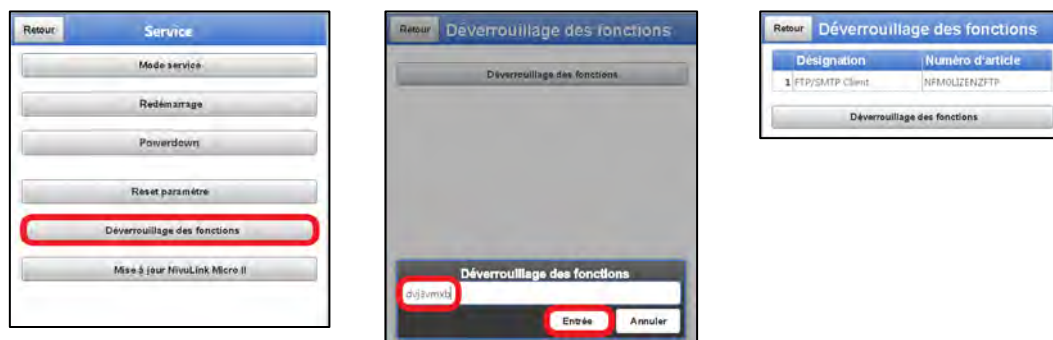 Retour Service
Mode service
Redémarrage
Powerdown
Reset paramètre
Déverrouillage des fonctions
Mise à jour NivuLink Micro II
Retour Déverrouillage des fonctions
Déverrouillage des fonctions
Déverrouillage des fonctions
Entrée Annuler
Retour Déverrouillage des fonctions
Désignation Numéro d'article
1 FTP/SMTP Client NFM0LIZENZFTP
Déverrouillage des fonctions